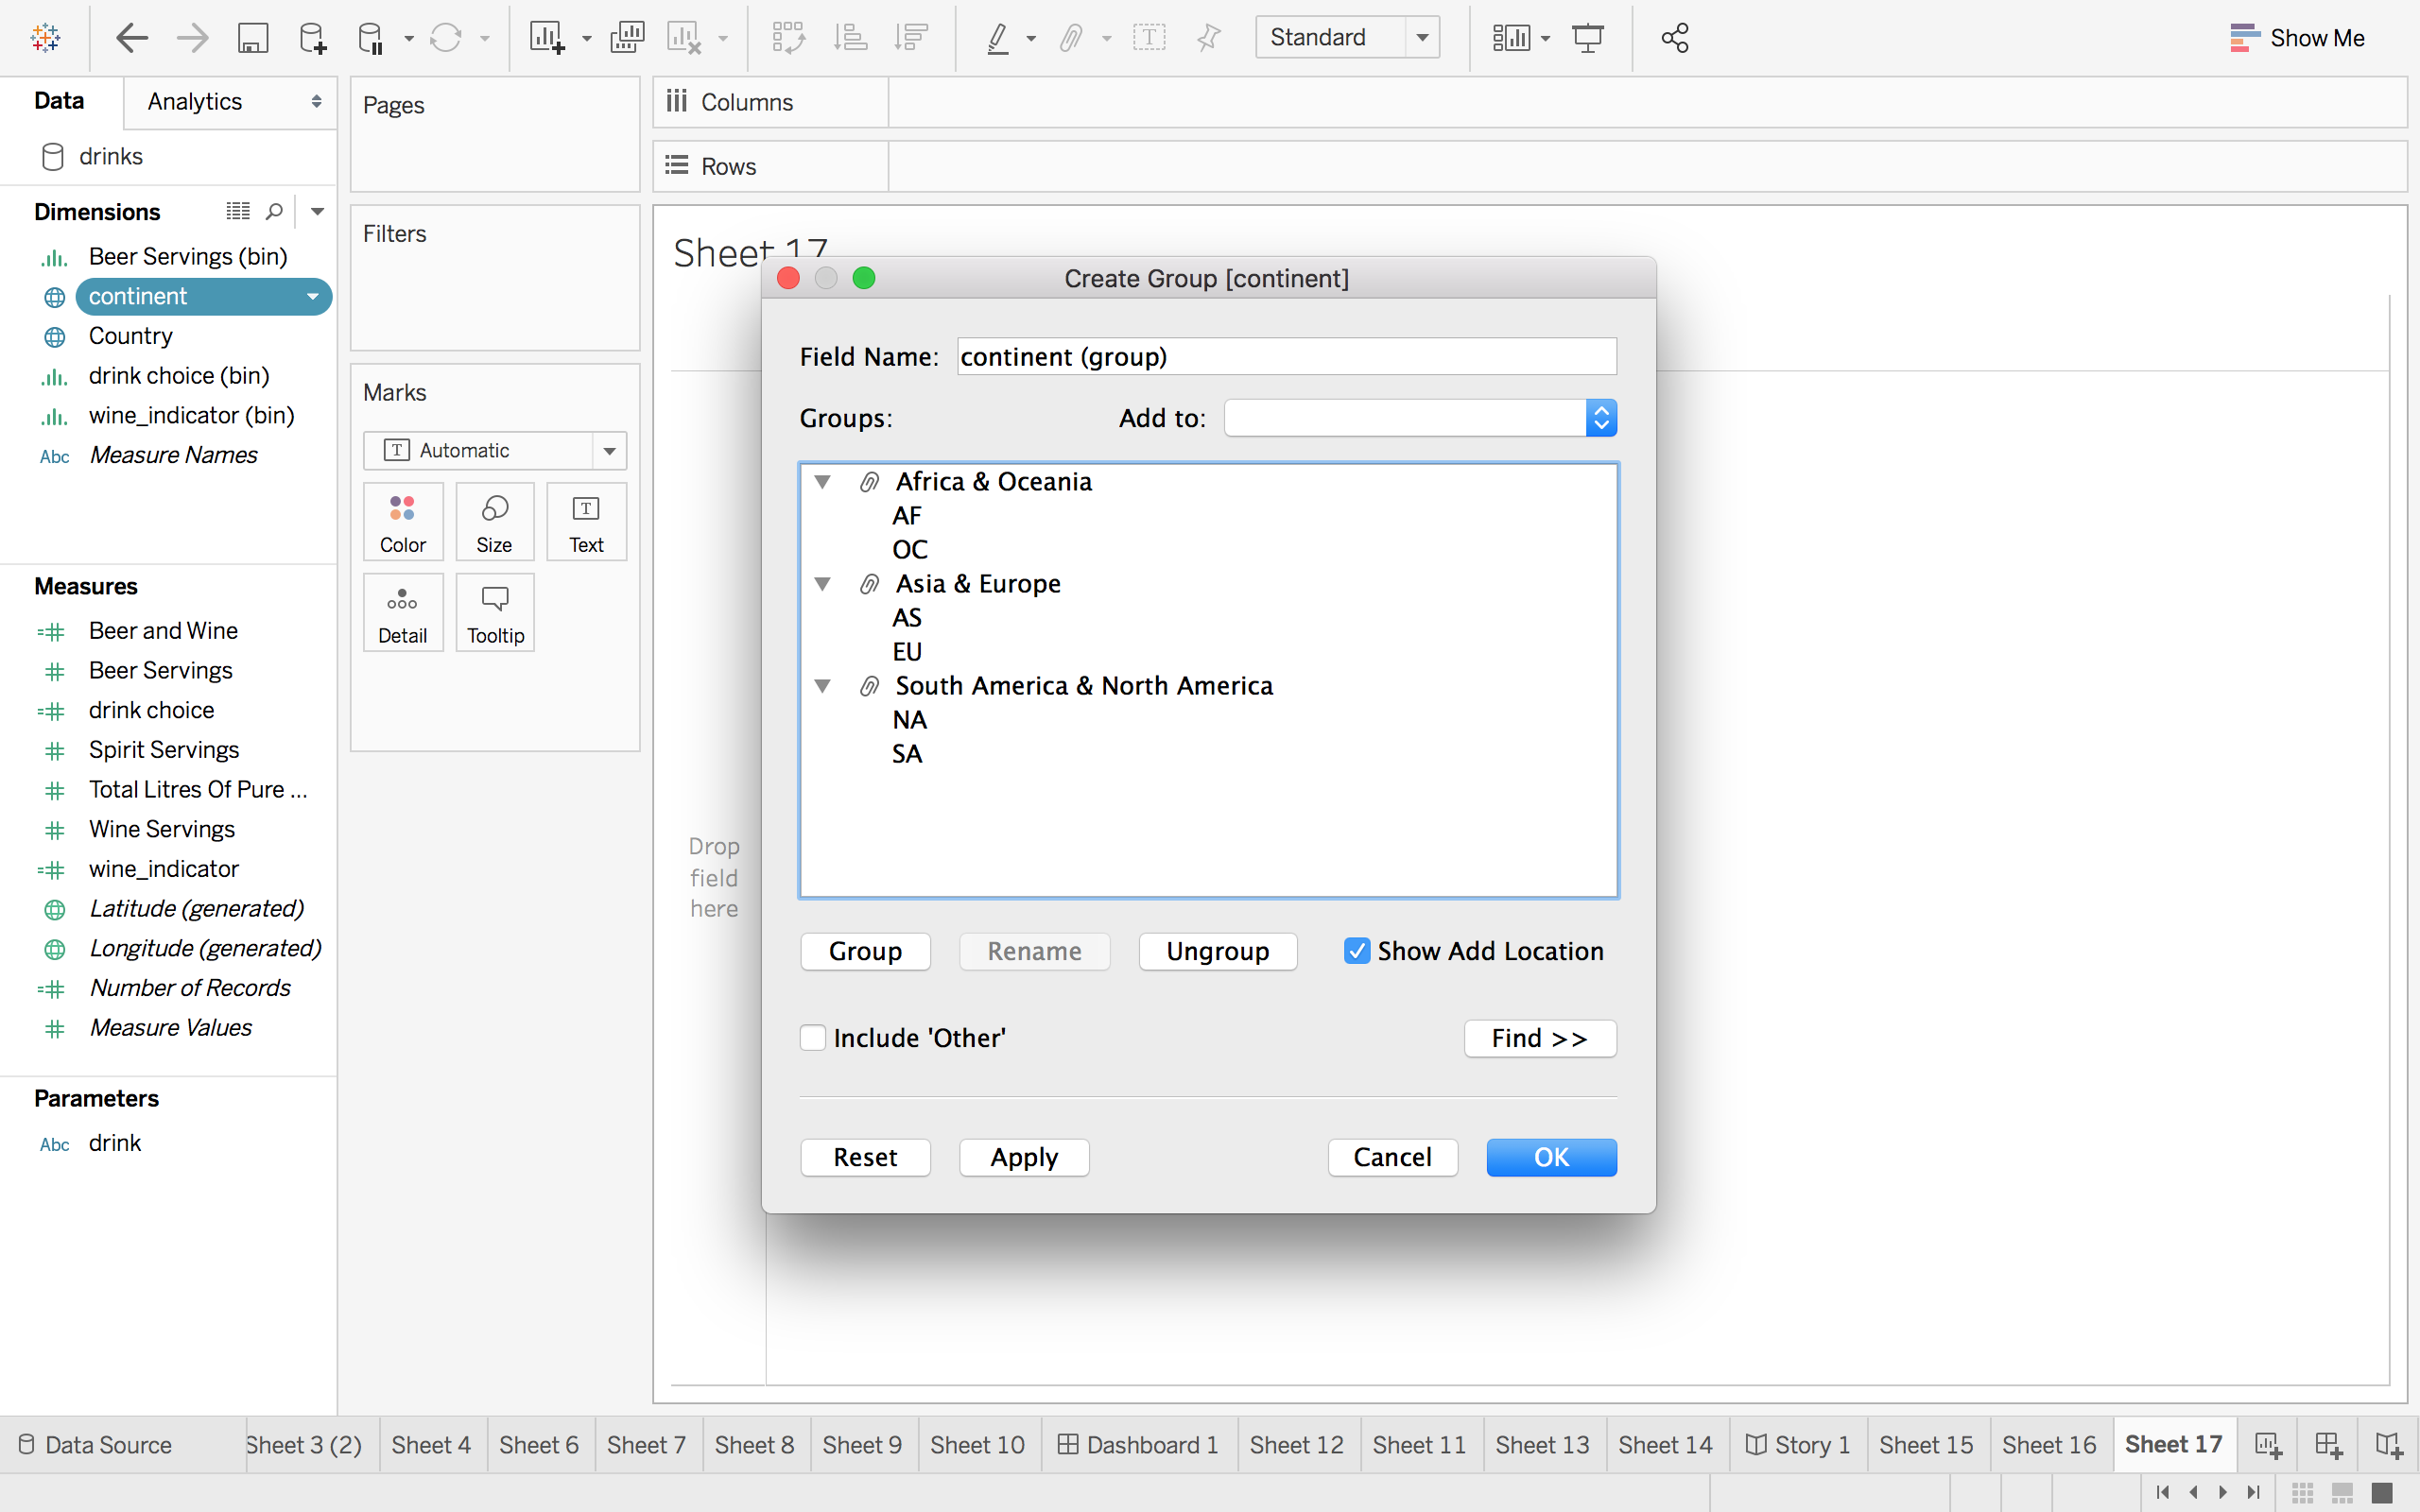 Standard
Show Me
Data
Analytics
drinks
Dimensions
Beer Servings (bin)
continent
Country
drink choice (bin)
wine_indicator (bin)
Abc Measure Names
Measures
Beer and Wine
Beer Servings
drink choice
Spirit Servings
Total Litres Of Pure ...
Wine Servings
wine_indicator
Latitude (generated)
Longitude (generated)
Number of Records
Measure Values
Parameters
Abc drink
Pages
Filters
Marks
T Automatic
Color
Size
T
Text
Detail
Tooltip
Columns
Rows
Sheet 17
Drop
field
here
Create Group [continent]
Field Name: continent (group)
Groups:
Add to:
Africa & Oceania
AF
OC
Asia & Europe
AS
EU
South America & North America
NA
SA
Group
Rename
Ungroup
Show Add Location
Include 'Other'
Find >>
Reset
Apply
Cancel
OK
Data Source
Sheet 3 (2)
Sheet 4
Sheet 6
Sheet 7
Sheet 8
Sheet 9
Sheet 10
Dashboard 1
Sheet 12
Sheet 11
Sheet 13
Sheet 14
Story 1
Sheet 15
Sheet 16
Sheet 17